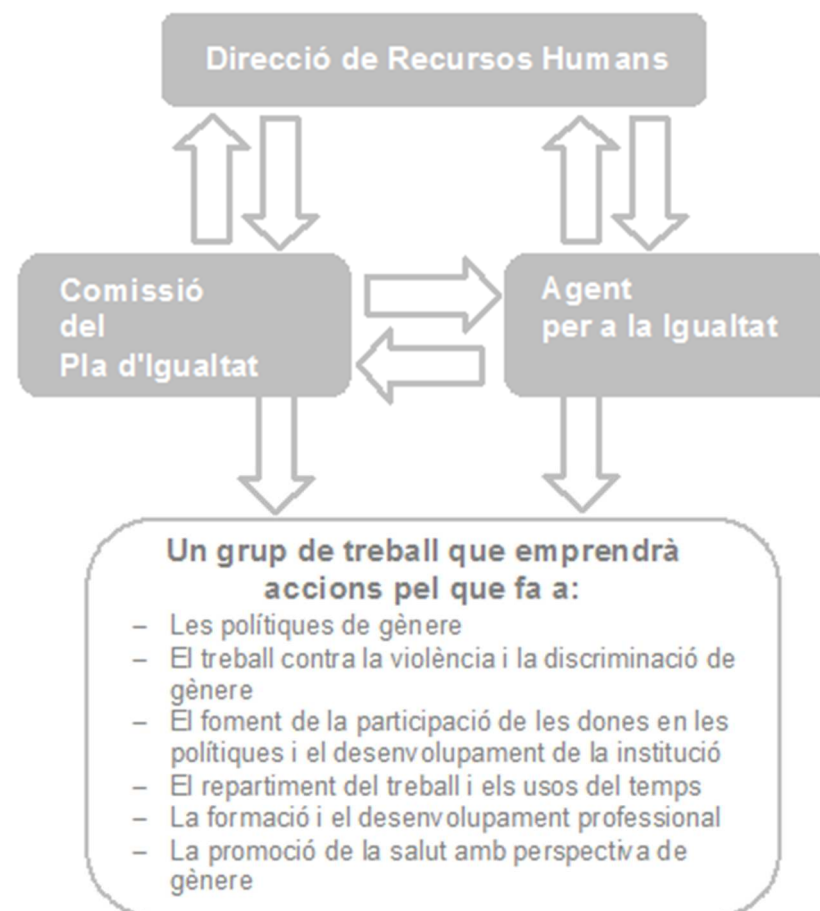 Direcció de Recursos Humans
Comissió
del
Pla d'Igualtat
Agent
per a la Igualtat
Un grup de treball que emprendrà
accions pel que fa a:
– Les polítiques de gènere
– El treball contra la violència i la discriminació de
gènere
– El foment de la participació de les dones en les
polítiques i el desenvolupament de la institució
– El repartiment del treball i els usos del temps
– La formació i el desenvolupament professional
– La promoció de la salut amb perspectiva de
gènere